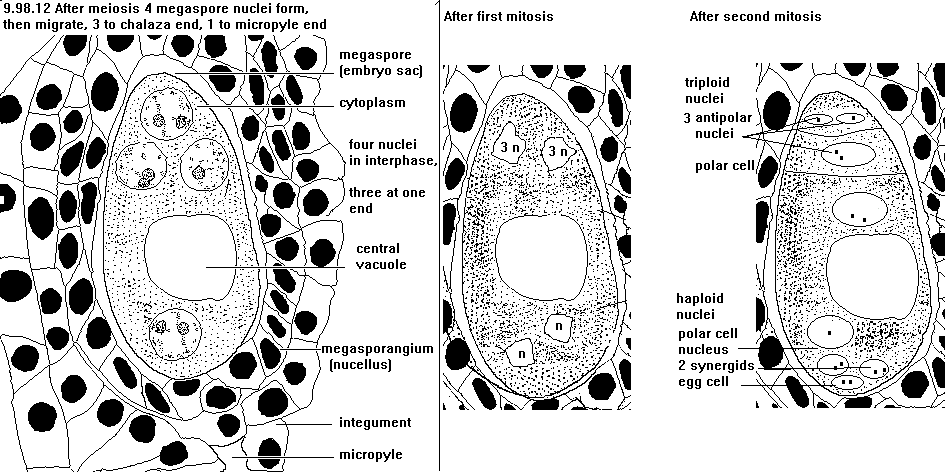 9.98.12 After meiosis 4 megaspore nuclei form,
then migrate, 3 to chalaza end, 1 to micropyle end
megaspore
(embryo sac)
cytoplasm
four nuclei
in interphase,
three at one
end
central
vacuole
megasporangium
(nucellus)
integument
micropyle
After first mitosis
3 n
3 n
n
n
After second mitosis
triploid
nuclei
3 antipolar
nuclei
polar cell
haploid
nuclei
polar cell
nucleus
2 synergids
egg cell